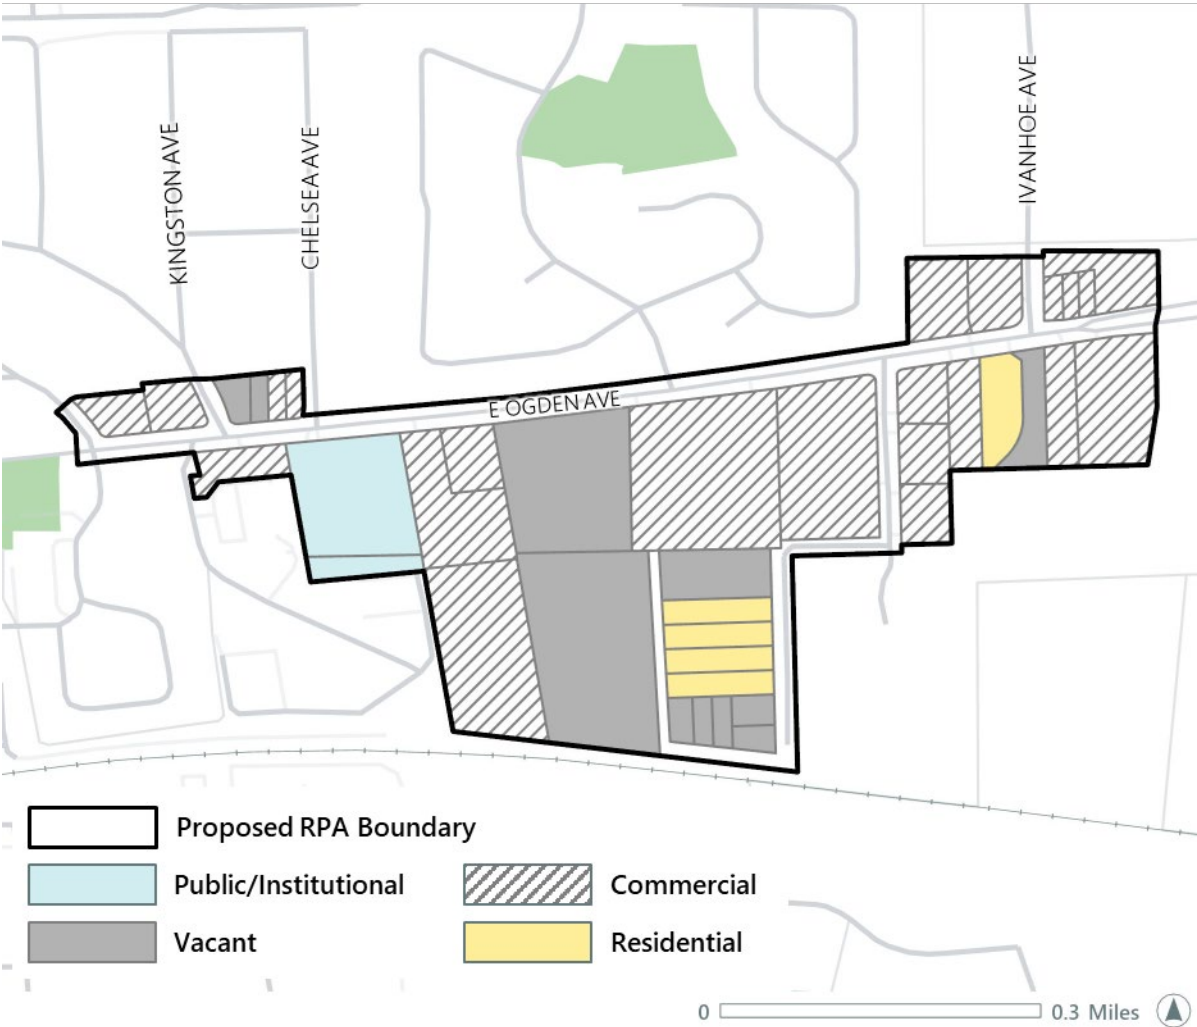 KINGSTON AVE
CHELSEA AVE
IVANHOE AVE
E OGDEN AVE
Proposed RPA Boundary
Public/Institutional
Commercial
Vacant
Residential
0 0.3 Miles